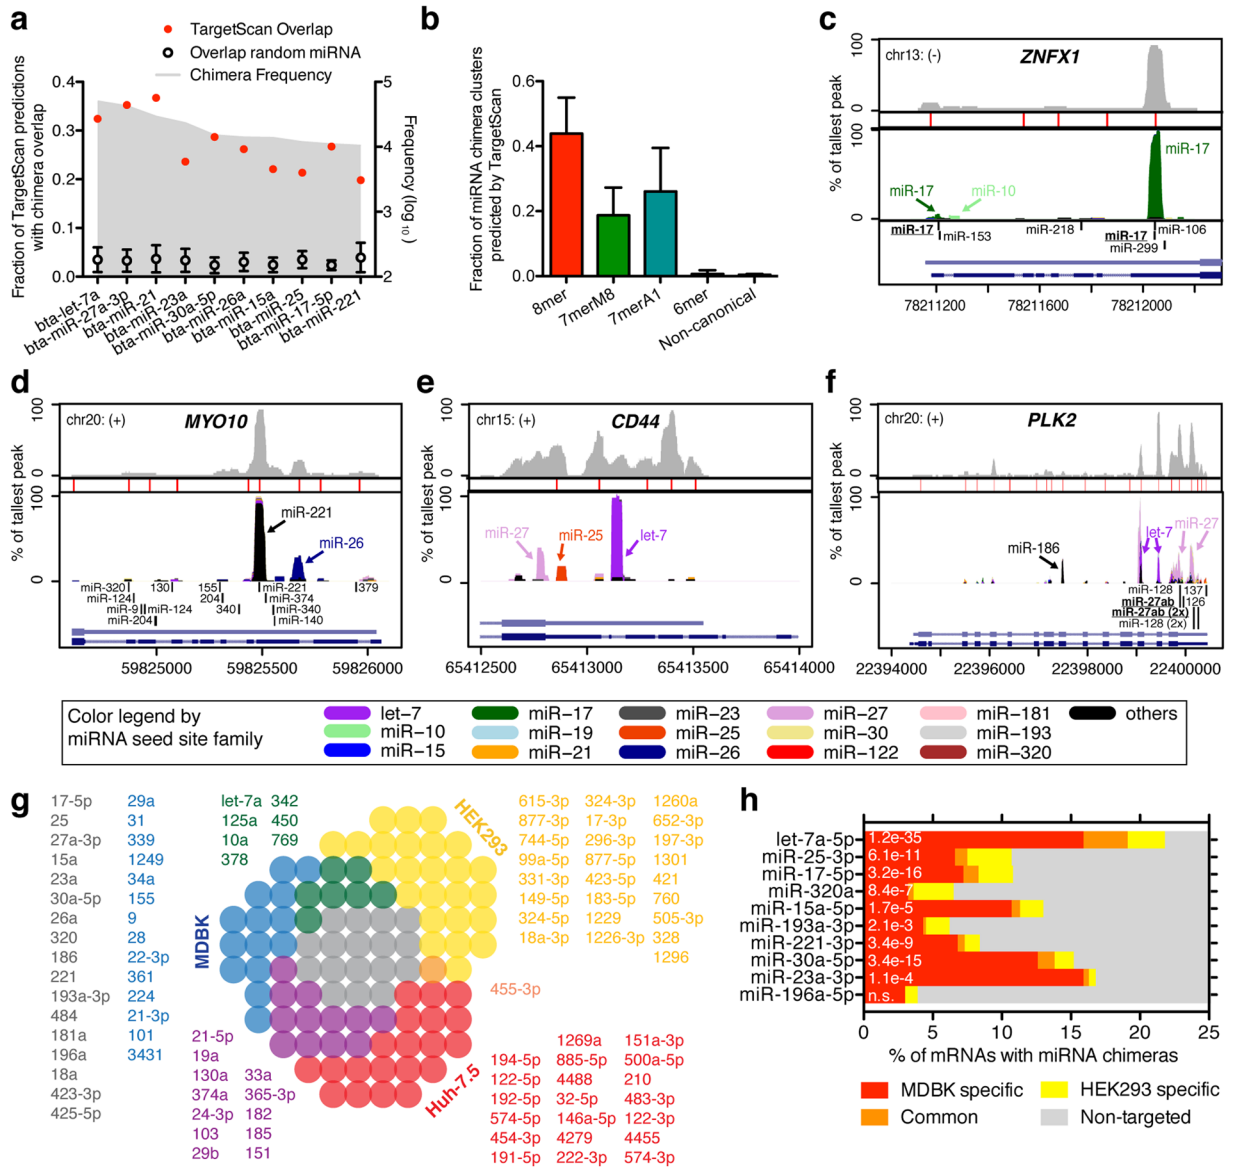 a
TargetScan Overlap
Overlap random miRNA
Chimera Frequency
Fraction of TargetScan predictions
with chimera overlap
0.4
0.3
0.2
0.1
0.0
5
4
3
2
Frequency (log 10)
bta-let-7a
bta-miR-27a-3p
bta-miR-21
bta-miR-23a
bta-miR-30a-5p
bta-miR-26a
bta-miR-15a
bta-miR-25
bta-miR-17-5p
bta-miR-221
b
Fraction of miRNA chimera clusters
predicted by TargetScan
0.6
0.4
0.2
0.0
8mer
7merM8
7merA1
6mer
Non-canonical
c
% of tallest peak
100
0
100
0
chr13: (-)
ZNFX1
miR-17
miR-17
miR-10
miR-17
miR-153
miR-218
miR-17
miR-106
miR-299
78211200
78211600
78212000
d
% of tallest peak
100
0
100
0
chr20: (+)
MYO10
miR-221
miR-26
miR-320
130
155
miR-221
379
miR-124
204
miR-374
miR-9
miR-124
340
miR-340
miR-204
miR-140
59825000
59825500
59826000
e
% of tallest peak
100
0
100
0
chr15: (+)
CD44
miR-27
miR-25
let-7
65412500
65413000
65413500
65414000
f
% of tallest peak
100
0
100
0
chr20: (+)
PLK2
miR-186
let-7
miR-27
miR-128
137
miR-27ab
126
miR-27ab (2x)
miR-128 (2x)
22394000
22396000
22398000
22400000
Color legend by
miRNA seed site family
let-7
miR-10
miR-15
miR-17
miR-19
miR-21
miR-23
miR-25
miR-26
miR-27
miR-30
miR-122
miR-181
miR-193
miR-320
others
g
17-5p
25
27a-3p
15a
23a
30a-5p
26a
320
186
221
193a-3p
484
181a
196a
18a
423-3p
425-5p
29a
31
339
1249
34a
155
9
28
22-3p
361
224
21-3p
101
3431
let-7a 342
125a 450
10a 769
378
MDBK
HEK293
Huh-7.5
21-5p
19a
130a 33a
374a 365-3p
24-3p 182
103 185
29b 151
615-3p 324-3p 1260a
877-3p 17-3p 652-3p
744-5p 296-3p 197-3p
99a-5p 877-5p 1301
331-3p 423-5p 421
149-5p 183-5p 760
324-5p 1229 505-3p
18a-3p 1226-3p 328
1296
455-3p
1269a 151a-3p
194-5p 885-5p 500a-5p
122-5p 4488 210
192-5p 32-5p 483-3p
574-5p 146a-5p 122-3p
454-3p 4279 4455
191-5p 222-3p 574-3p
h
let-7a-5p 1.2e-35
miR-25-3p 6.1e-11
miR-17-5p 3.2e-16
miR-320a 8.4e-7
miR-15a-5p 1.7e-5
miR-193a-3p 2.1e-3
miR-221-3p 3.4e-9
miR-30a-5p 3.4e-15
miR-23a-3p 1.1e-4
miR-196a-5p n.s.
0 5 10 15 20 25
% of mRNAs with miRNA chimeras
MDBK specific
HEK293 specific
Common
Non-targeted